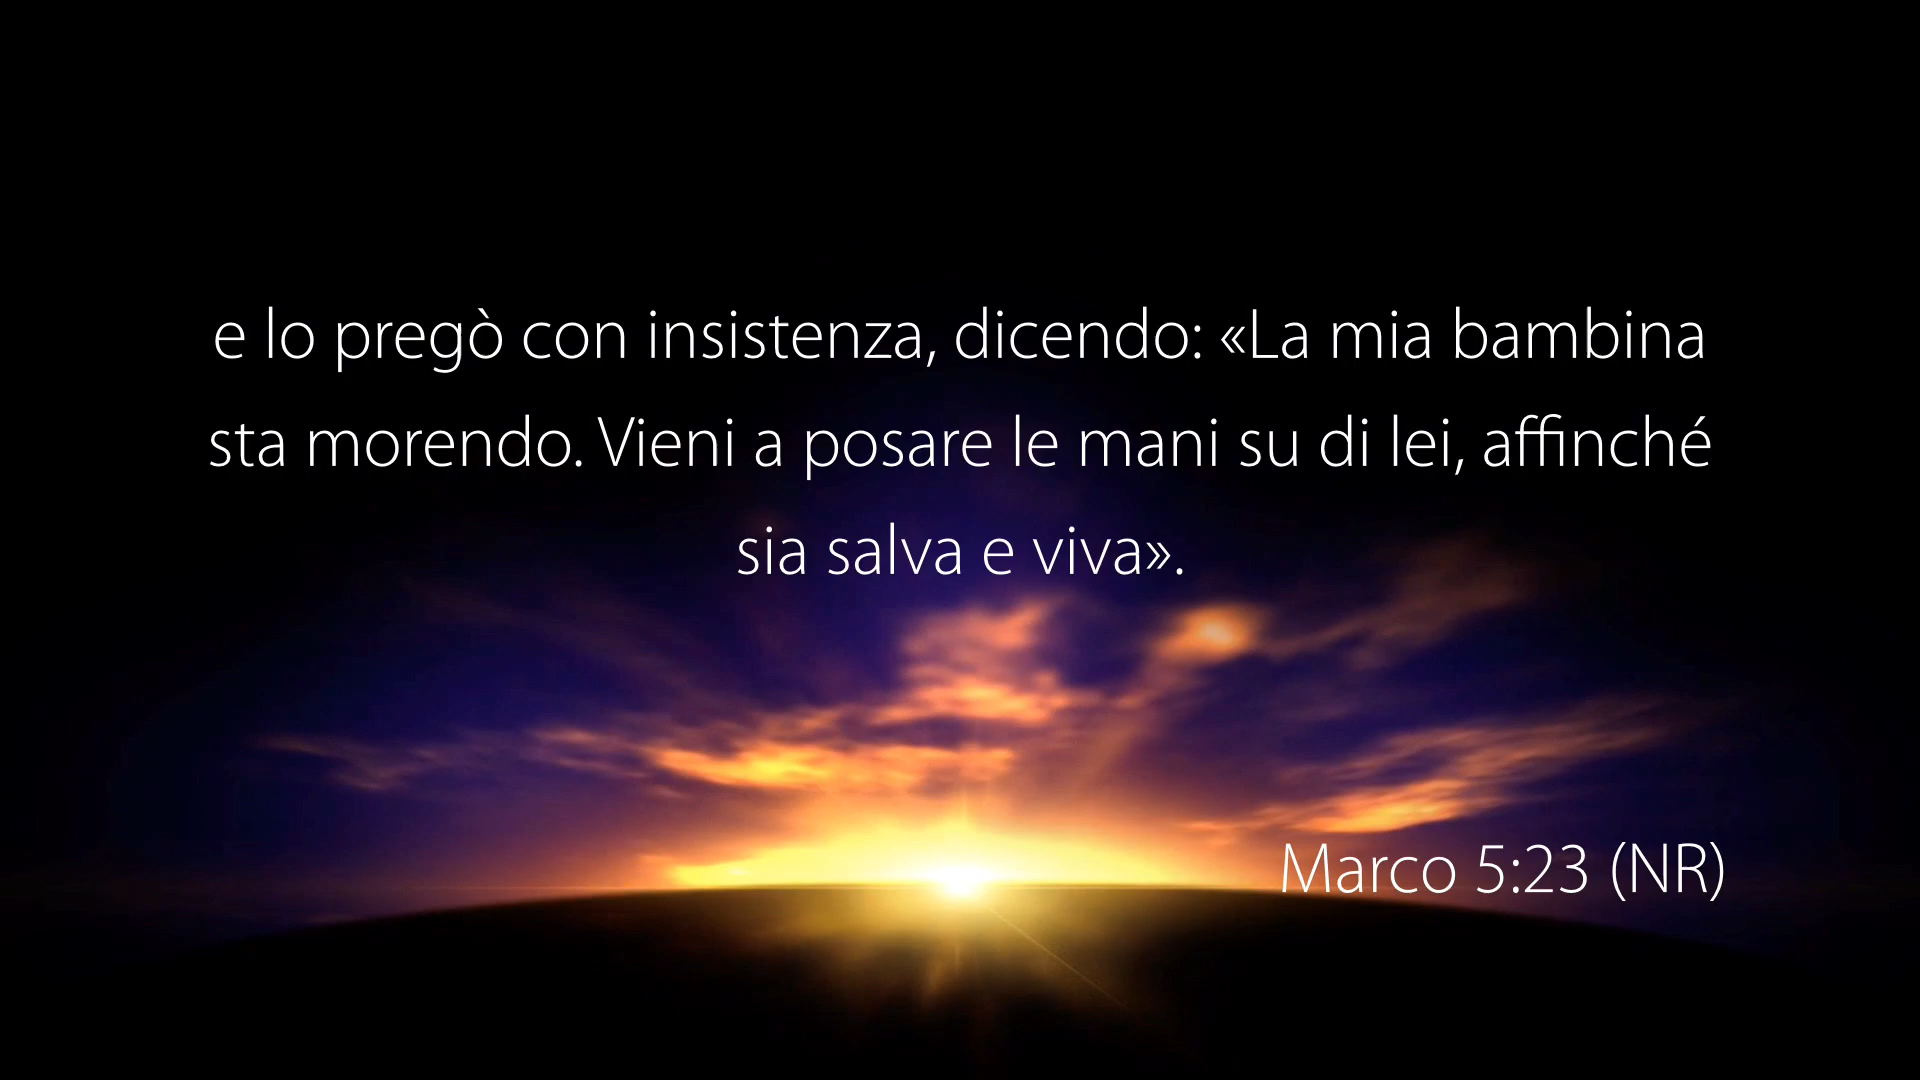 e lo pregò con insistenza, dicendo: «La mia bambina
sta morendo. Vieni a posare le mani su di lei, affinché
sia salva e viva».
Marco 5:23 (NR)